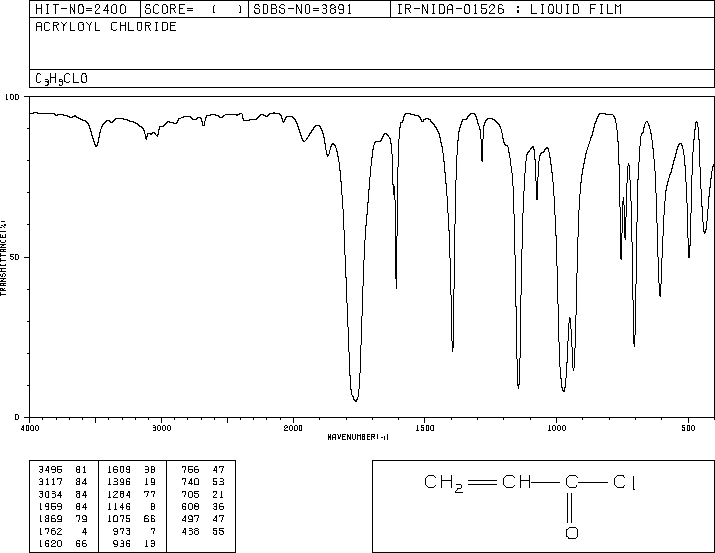 HIT-NO=2400 SCORE= ( ) SDBS-NO=3891 IR-NIDA-01526 : LIQUID FILM
ACRYLOYL CHLORIDE
C₃H₃CLO
100
50
0
TRANSMITTANCE(%)
4000 3000 2000 1500 1000 500
WAVENUMBER(-1)
3495 81 1609 38 756 47
3117 84 1396 19 740 53
3034 84 1284 77 705 21
1959 84 1146 8 608 36
1869 79 1075 66 497 47
1762 4 973 7 438 55
1620 66 936 13
CH₂ CH C Cl
O